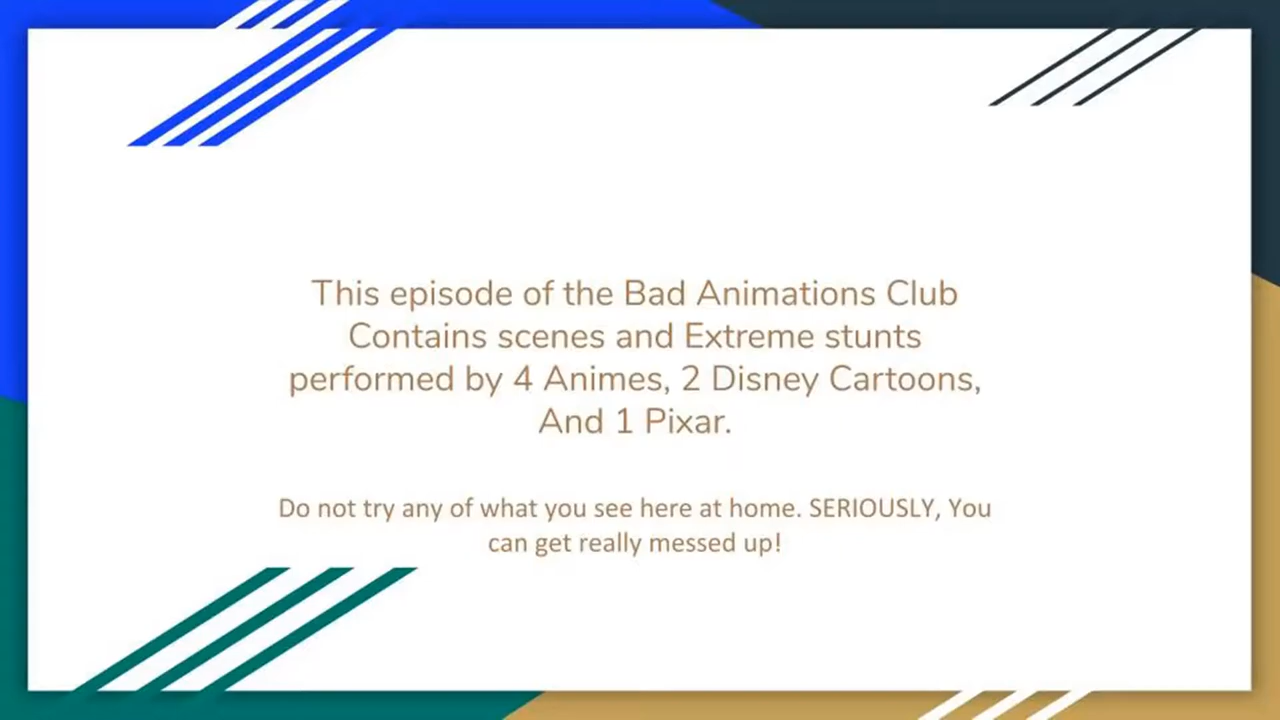 This episode of the Bad Animations Club
Contains scenes and Extreme stunts
performed by 4 Animes, 2 Disney Cartoons,
And 1 Pixar.
Do not try any of what you see here at home. SERIOUSLY, You
can get really messed up!